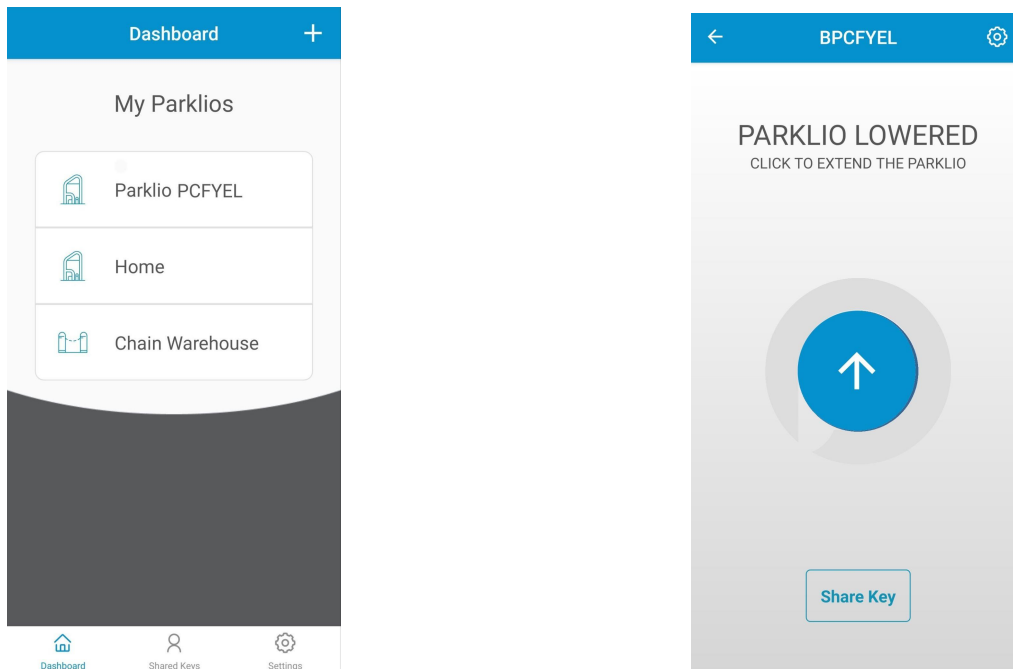 Dashboard
My Parklios
Parklio PCFYEL
Home
Chain Warehouse
Dashboard
Shared Keys
Settings
BPCFYEL
PARKLIO LOWERED
CLICK TO EXTEND THE PARKLIO
Share Key